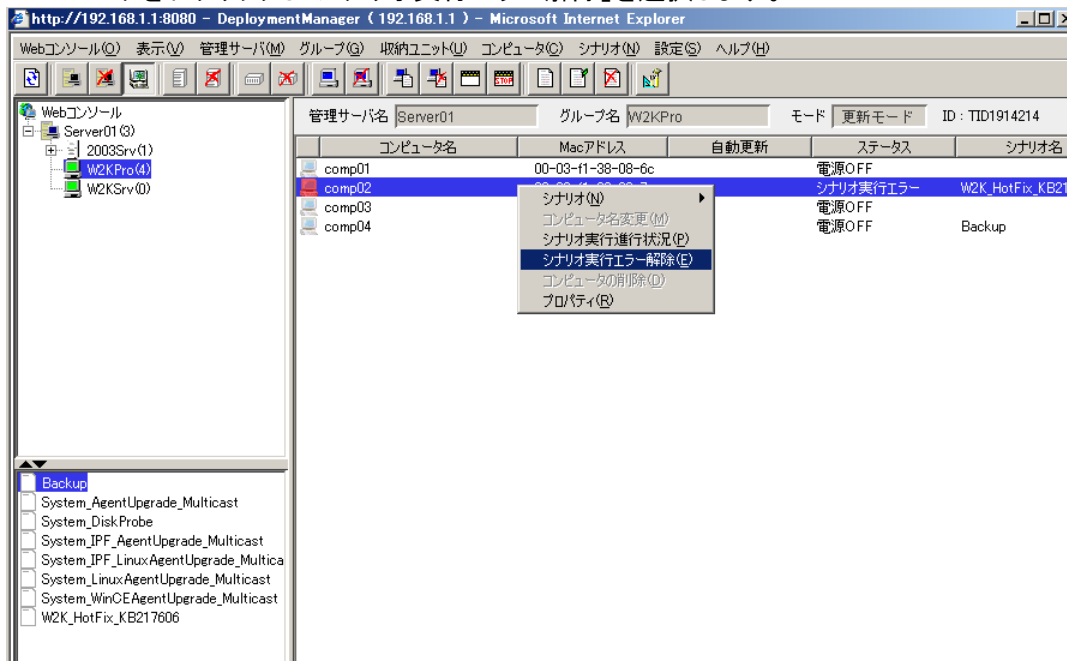 http://192.168.1.1:8080 - DeploymentManager ( 192.168.1.1 ) - Microsoft Internet Explorer
Webコンソール(O) 表示(V) 管理サーバ(M) グループ(G) 収納ユニット(U) コンピュータ(C) シナリオ(N) 設定(S) ヘルプ(H)
STOP
Webコンソール
Server01(3)
2003Srv(1)
W2KPro(4)
W2KSrv(0)
管理サーバ名 Server01 グループ名 W2KPro モード 更新モード ID : TID1914214
コンピュータ名 Macアドレス 自動更新 ステータス シナリオ名
comp01 00-03-f1-38-08-6c 電源OFF
comp02 シナリオ実行エラー W2K_HotFix_KB21
comp03 電源OFF
comp04 電源OFF Backup
シナリオ(N)
コンピュータ名変更(M)
シナリオ実行進行状況(P)
シナリオ実行エラー解除(E)
コンピュータの削除(D)
プロパティ(R)
Backup
System_AgentUpgrade_Multicast
System_DiskProbe
System_IPF_AgentUpgrade_Multicast
System_IPF_LinuxAgentUpgrade_Multica
System_LinuxAgentUpgrade_Multicast
System_WinCEAgentUpgrade_Multicast
W2K_HotFix_KB217606